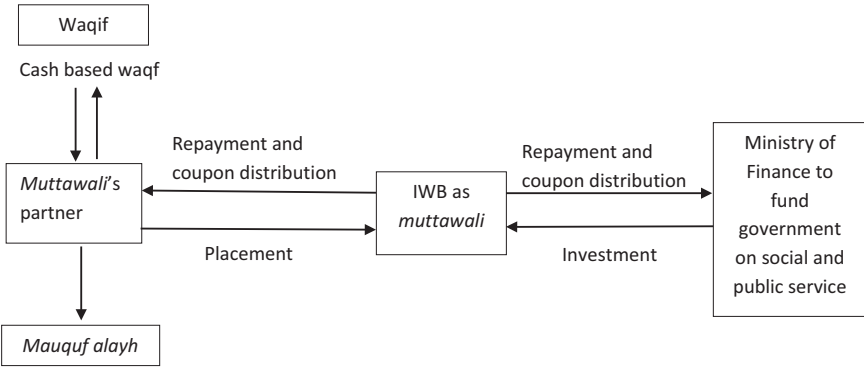 Waqif
Cash based waqf
Repayment and
coupon distribution
Repayment and
coupon distribution
Muttawali's
partner
IWB as
muttawali
Ministry of
Finance to
fund
government
on social and
public service
Placement
Investment
Mauquf alayh